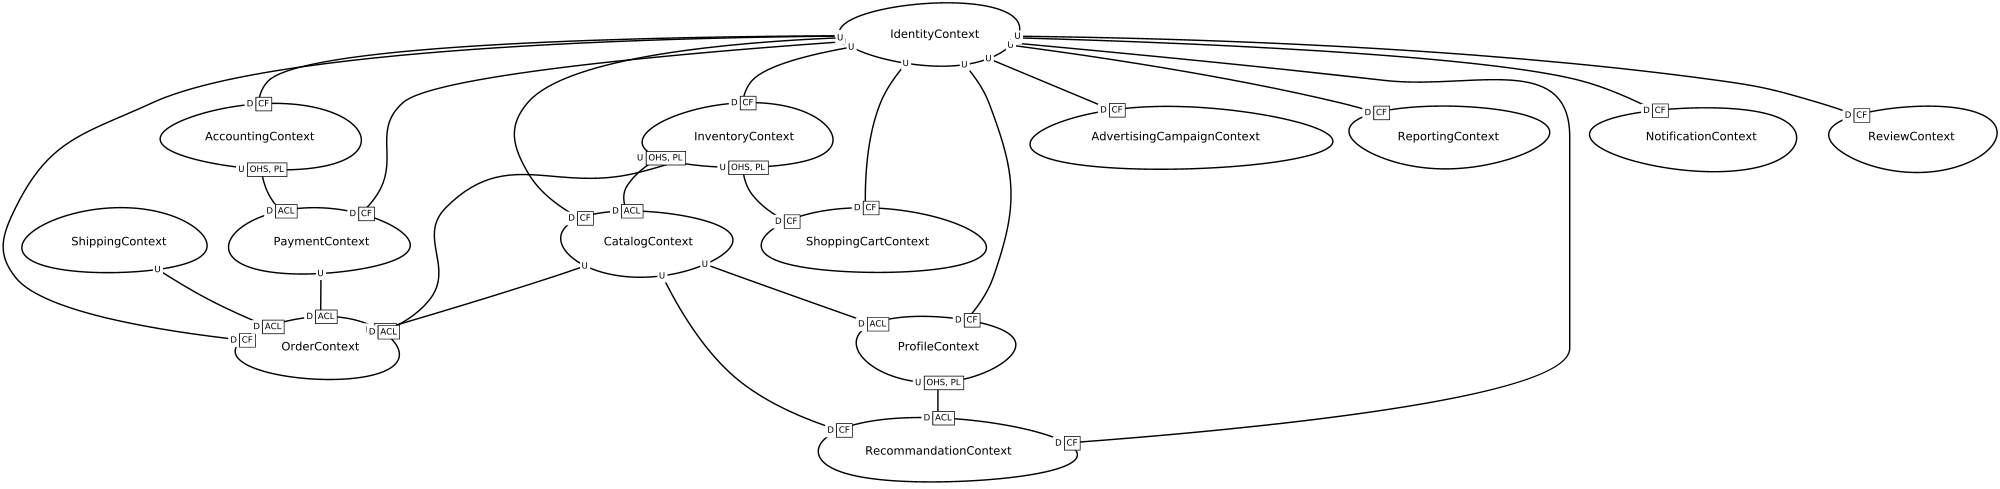 IdentityContext
U
U
U
U
U
U
U
U
D CF
D CF
D CF
D CF
D CF
D CF
AccountingContext
InventoryContext
AdvertisingCampaignContext
ReportingContext
NotificationContext
ReviewContext
U OHS, PL
U OHS, PL
U OHS, PL
D ACL
D CF
D CF
D ACL
D CF
D CF
ShippingContext
PaymentContext
CatalogContext
ShoppingCartContext
U
U
U
U
U
D CF
D ACL
D ACL
D ACL
D ACL
D CF
OrderContext
ProfileContext
U OHS, PL
D CF
D ACL
D CF
RecommandationContext